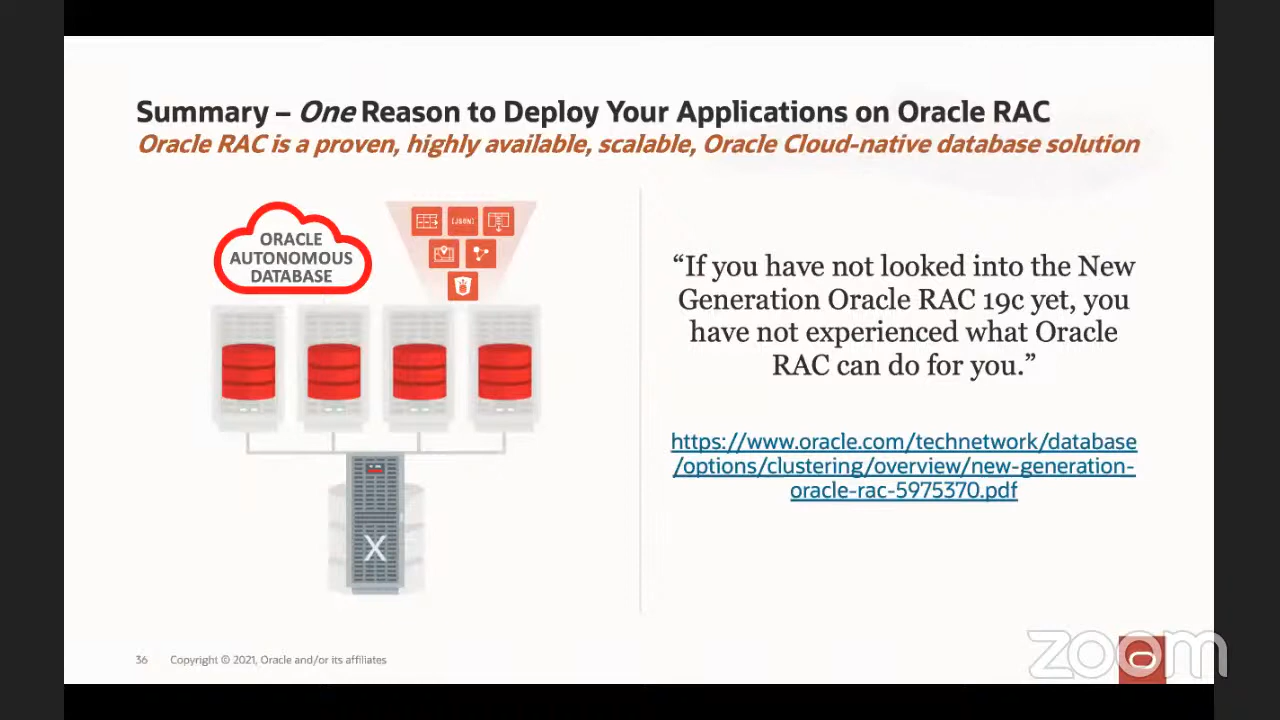 Summary – One Reason to Deploy Your Applications on Oracle RAC
Oracle RAC is a proven, highly available, scalable, Oracle Cloud-native database solution
ORACLE
AUTONOMOUS
DATABASE
[JSON]
X
“If you have not looked into the New
Generation Oracle RAC 19c yet, you
have not experienced what Oracle
RAC can do for you.”
https://www.oracle.com/technetwork/database
/options/clustering/overview/new-generation-
oracle-rac-5975370.pdf
36 Copyright © 2021, Oracle and/or its affiliates
zoom